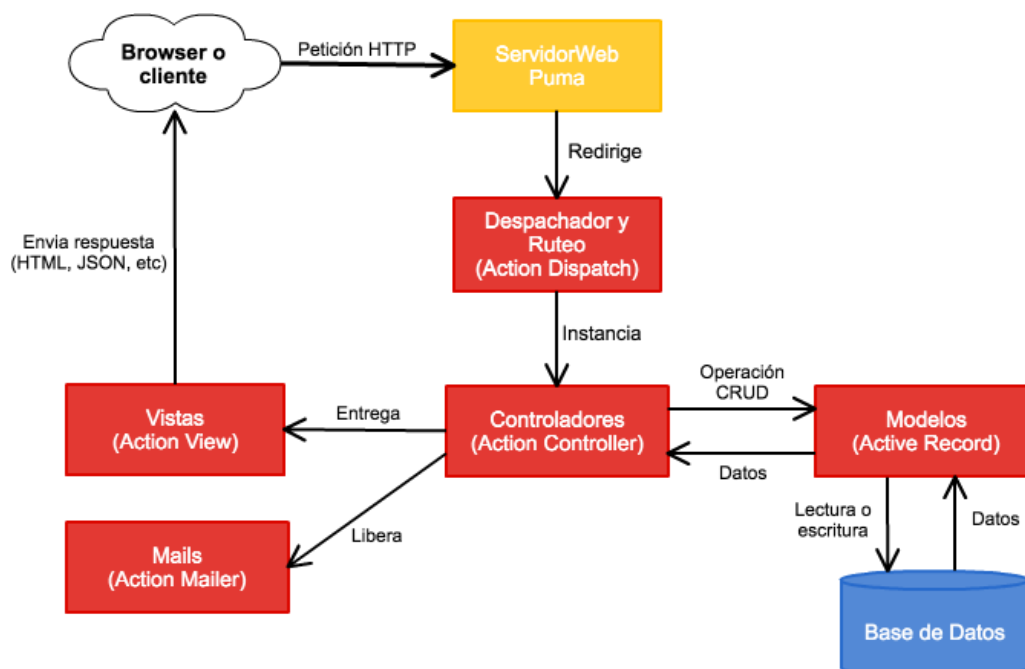 Browser o
cliente
Petición HTTP
ServidorWeb
Puma
Redirige
Despachador y
Ruteo
(Action Dispatch)
Envia respuesta
(HTML, JSON, etc)
Instancia
Vistas
(Action View)
Entrega
Controladores
(Action Controller)
Operación
CRUD
Modelos
(Active Record)
Datos
Libera
Mails
(Action Mailer)
Lectura o
escritura
Datos
Base de Datos